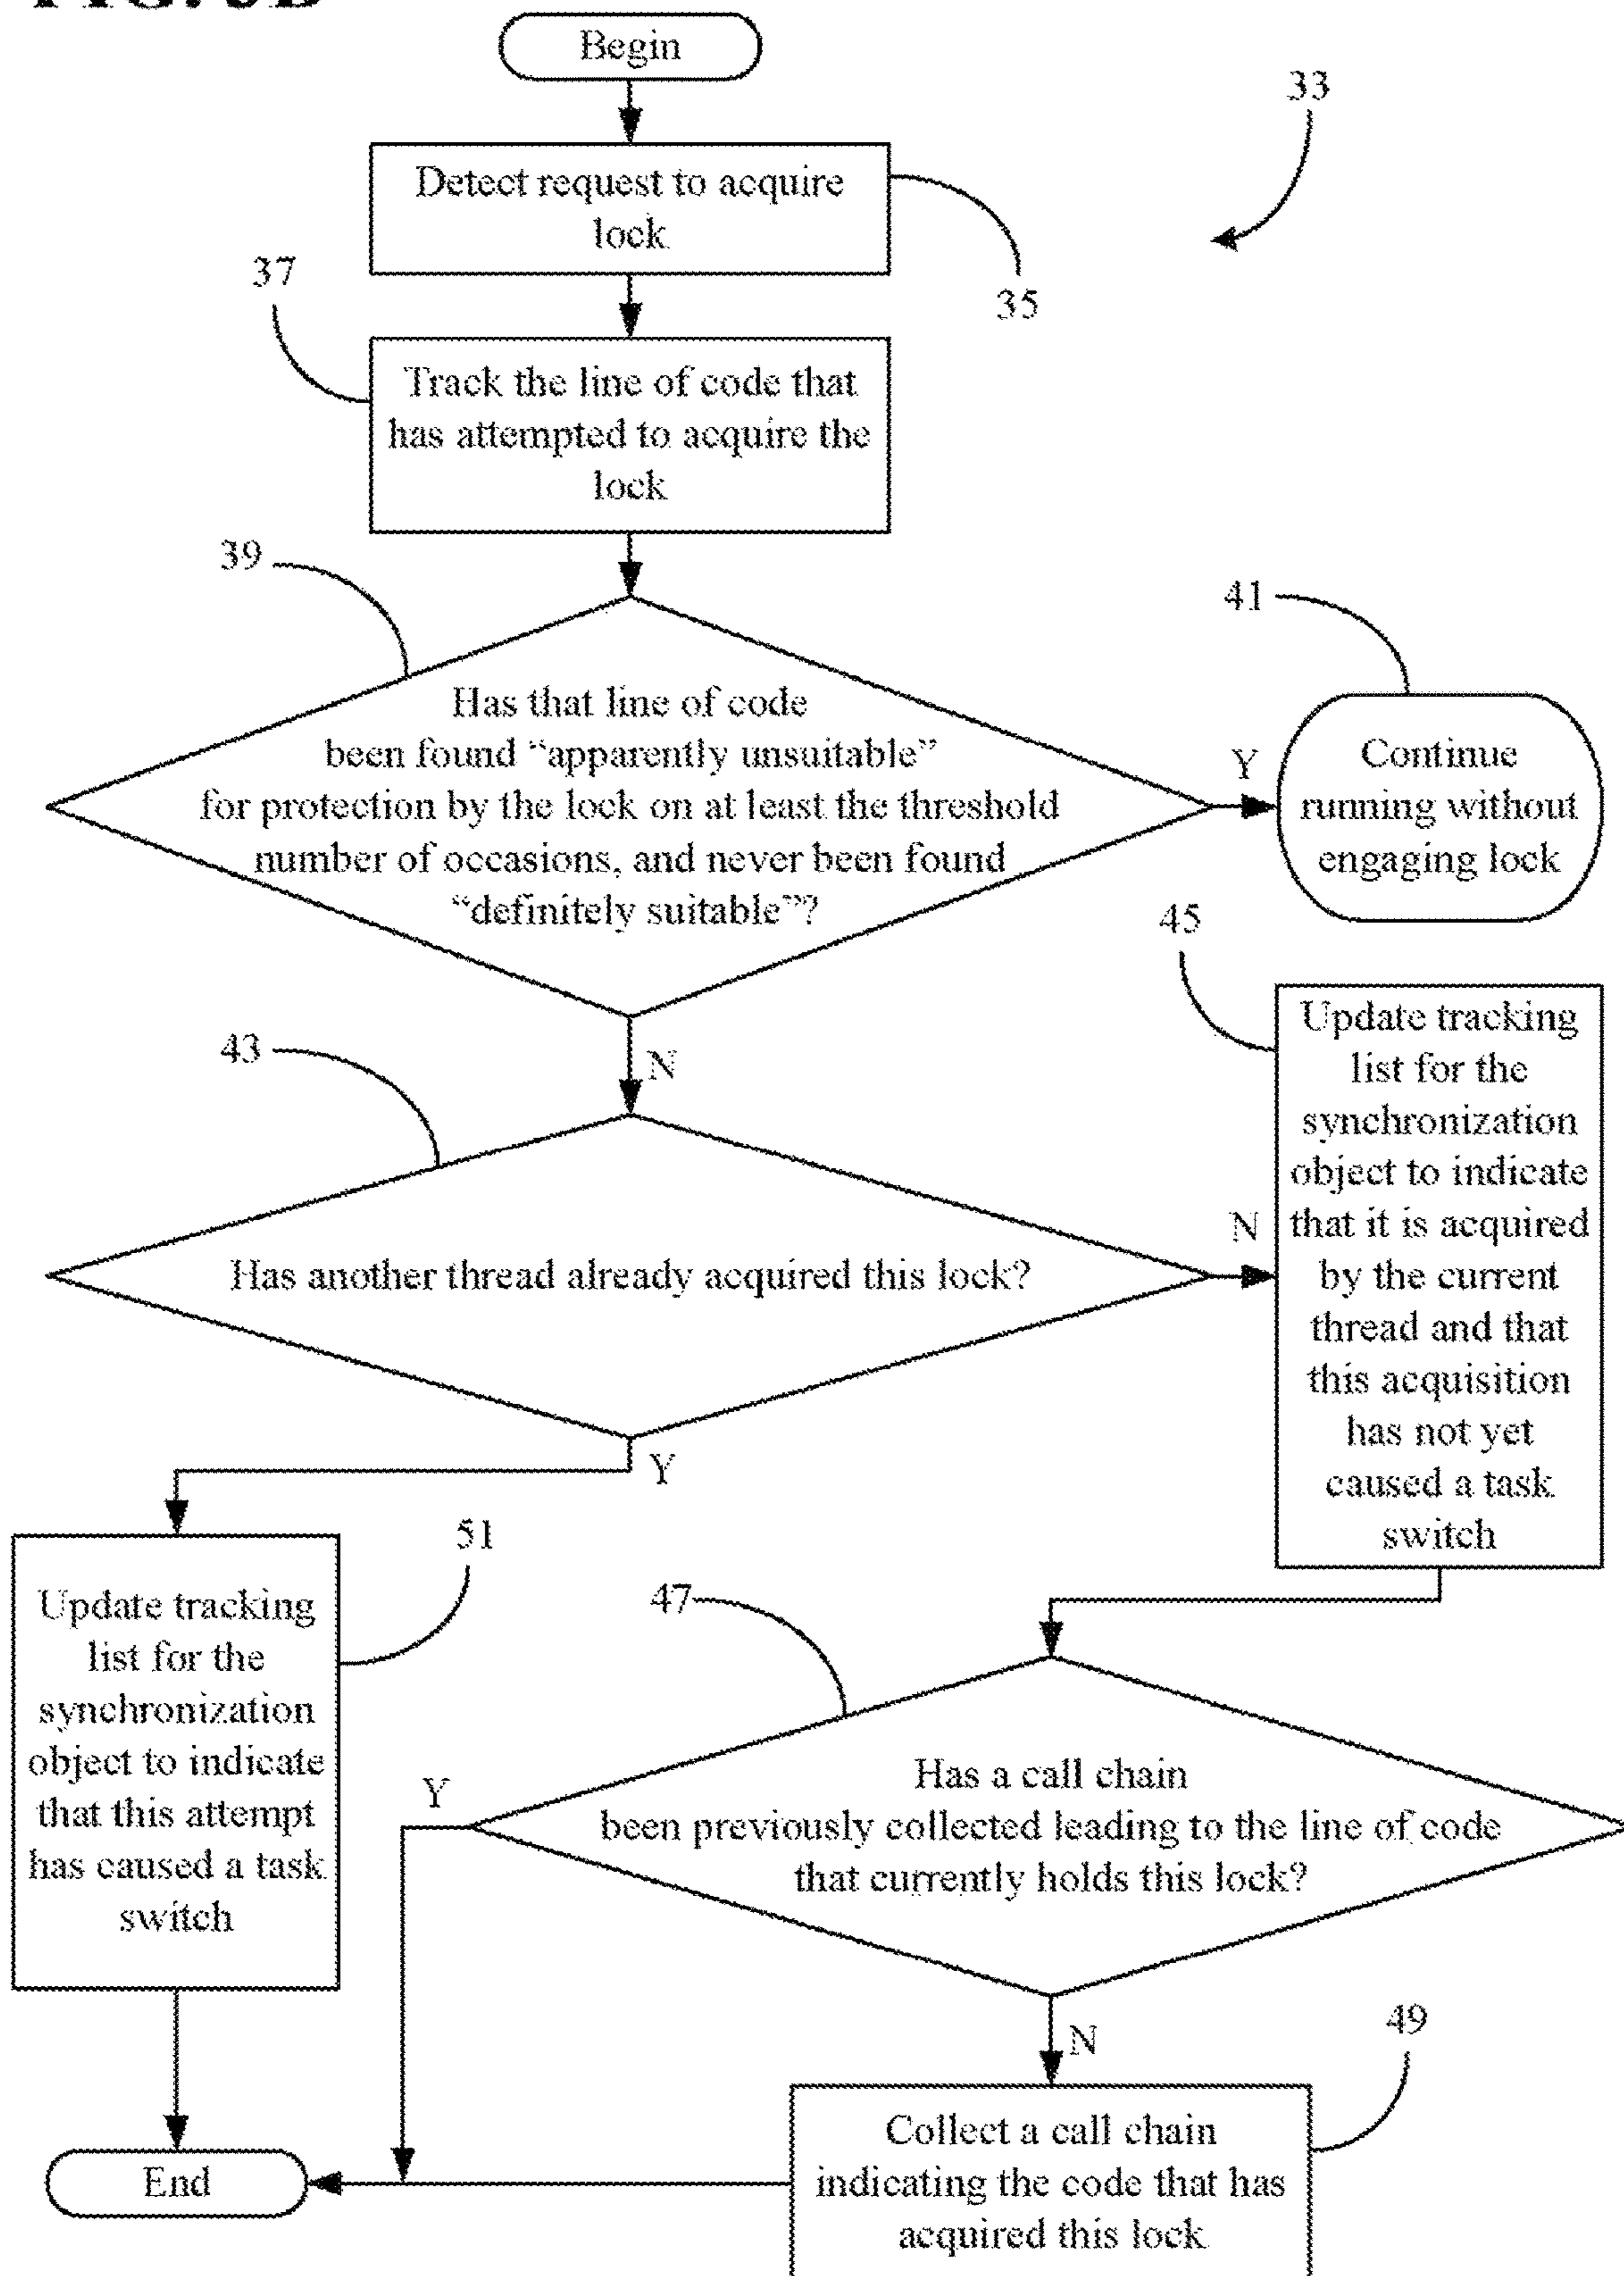 Begin
33
Detect request to acquire
lock
35
37
Track the line of code that
has attempted to acquire the
lock
39
Has that line of code
been found “apparently unsuitable”
for protection by the lock on at least the threshold
number of occasions, and never been found
“definitely suitable”?
Y
41
Continue
running without
engaging lock
N
43
Has another thread already acquired this lock?
N
45
Update tracking
list for the
synchronization
object to indicate
that it is acquired
by the current
thread and that
this acquisition
has not yet
caused a task
switch
Y
51
Update tracking
list for the
synchronization
object to indicate
that this attempt
has caused a task
switch
47
Has a call chain
been previously collected leading to the line of code
that currently holds this lock?
Y
N
49
Collect a call chain
indicating the code that has
acquired this lock
End